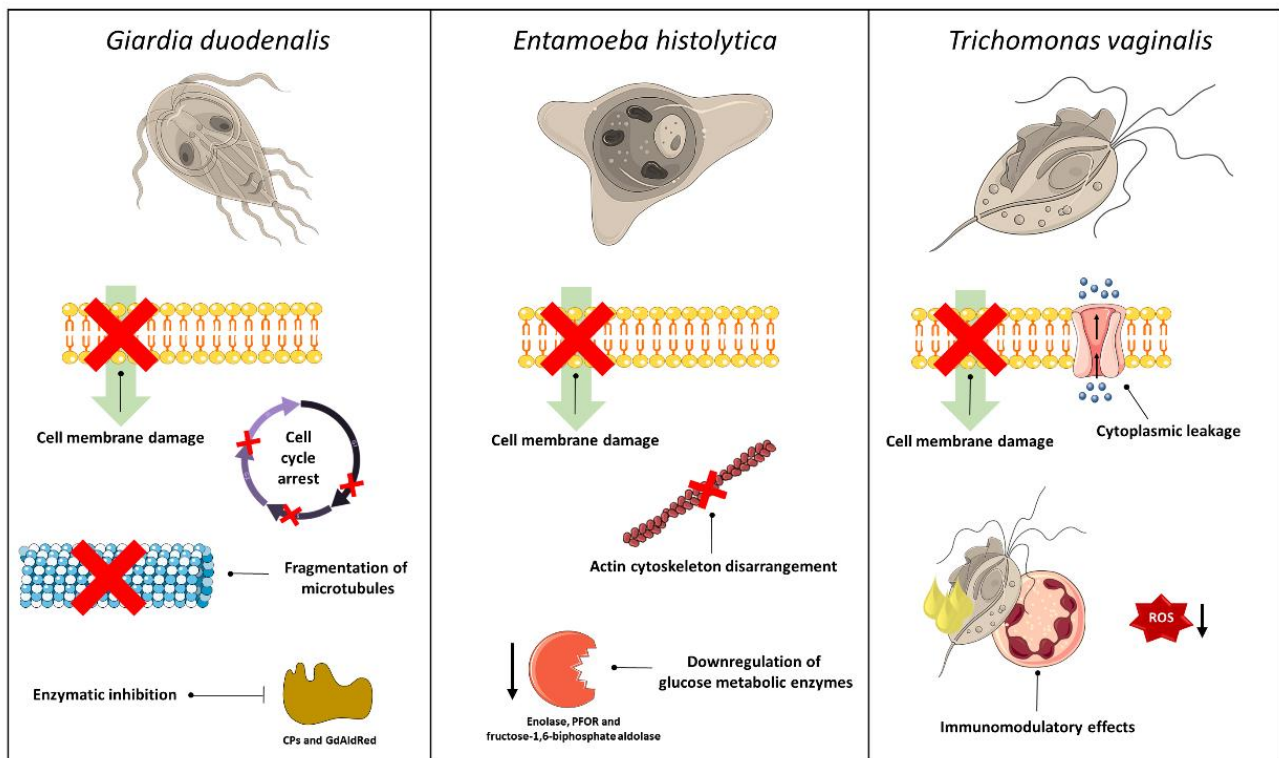 Giardia duodenalis
Cell membrane damage
Cell
cycle
arrest
Fragmentation of
microtubules
Enzymatic inhibition
CPs and GdAldRed
Entamoeba histolytica
Cell membrane damage
Actin cytoskeleton disarrangement
Downregulation of
glucose metabolic enzymes
Enolase, PFOR and
fructose-1,6-biphosphate aldolase
Trichomonas vaginalis
Cell membrane damage
Cytoplasmic leakage
ROS
Immunomodulatory effects